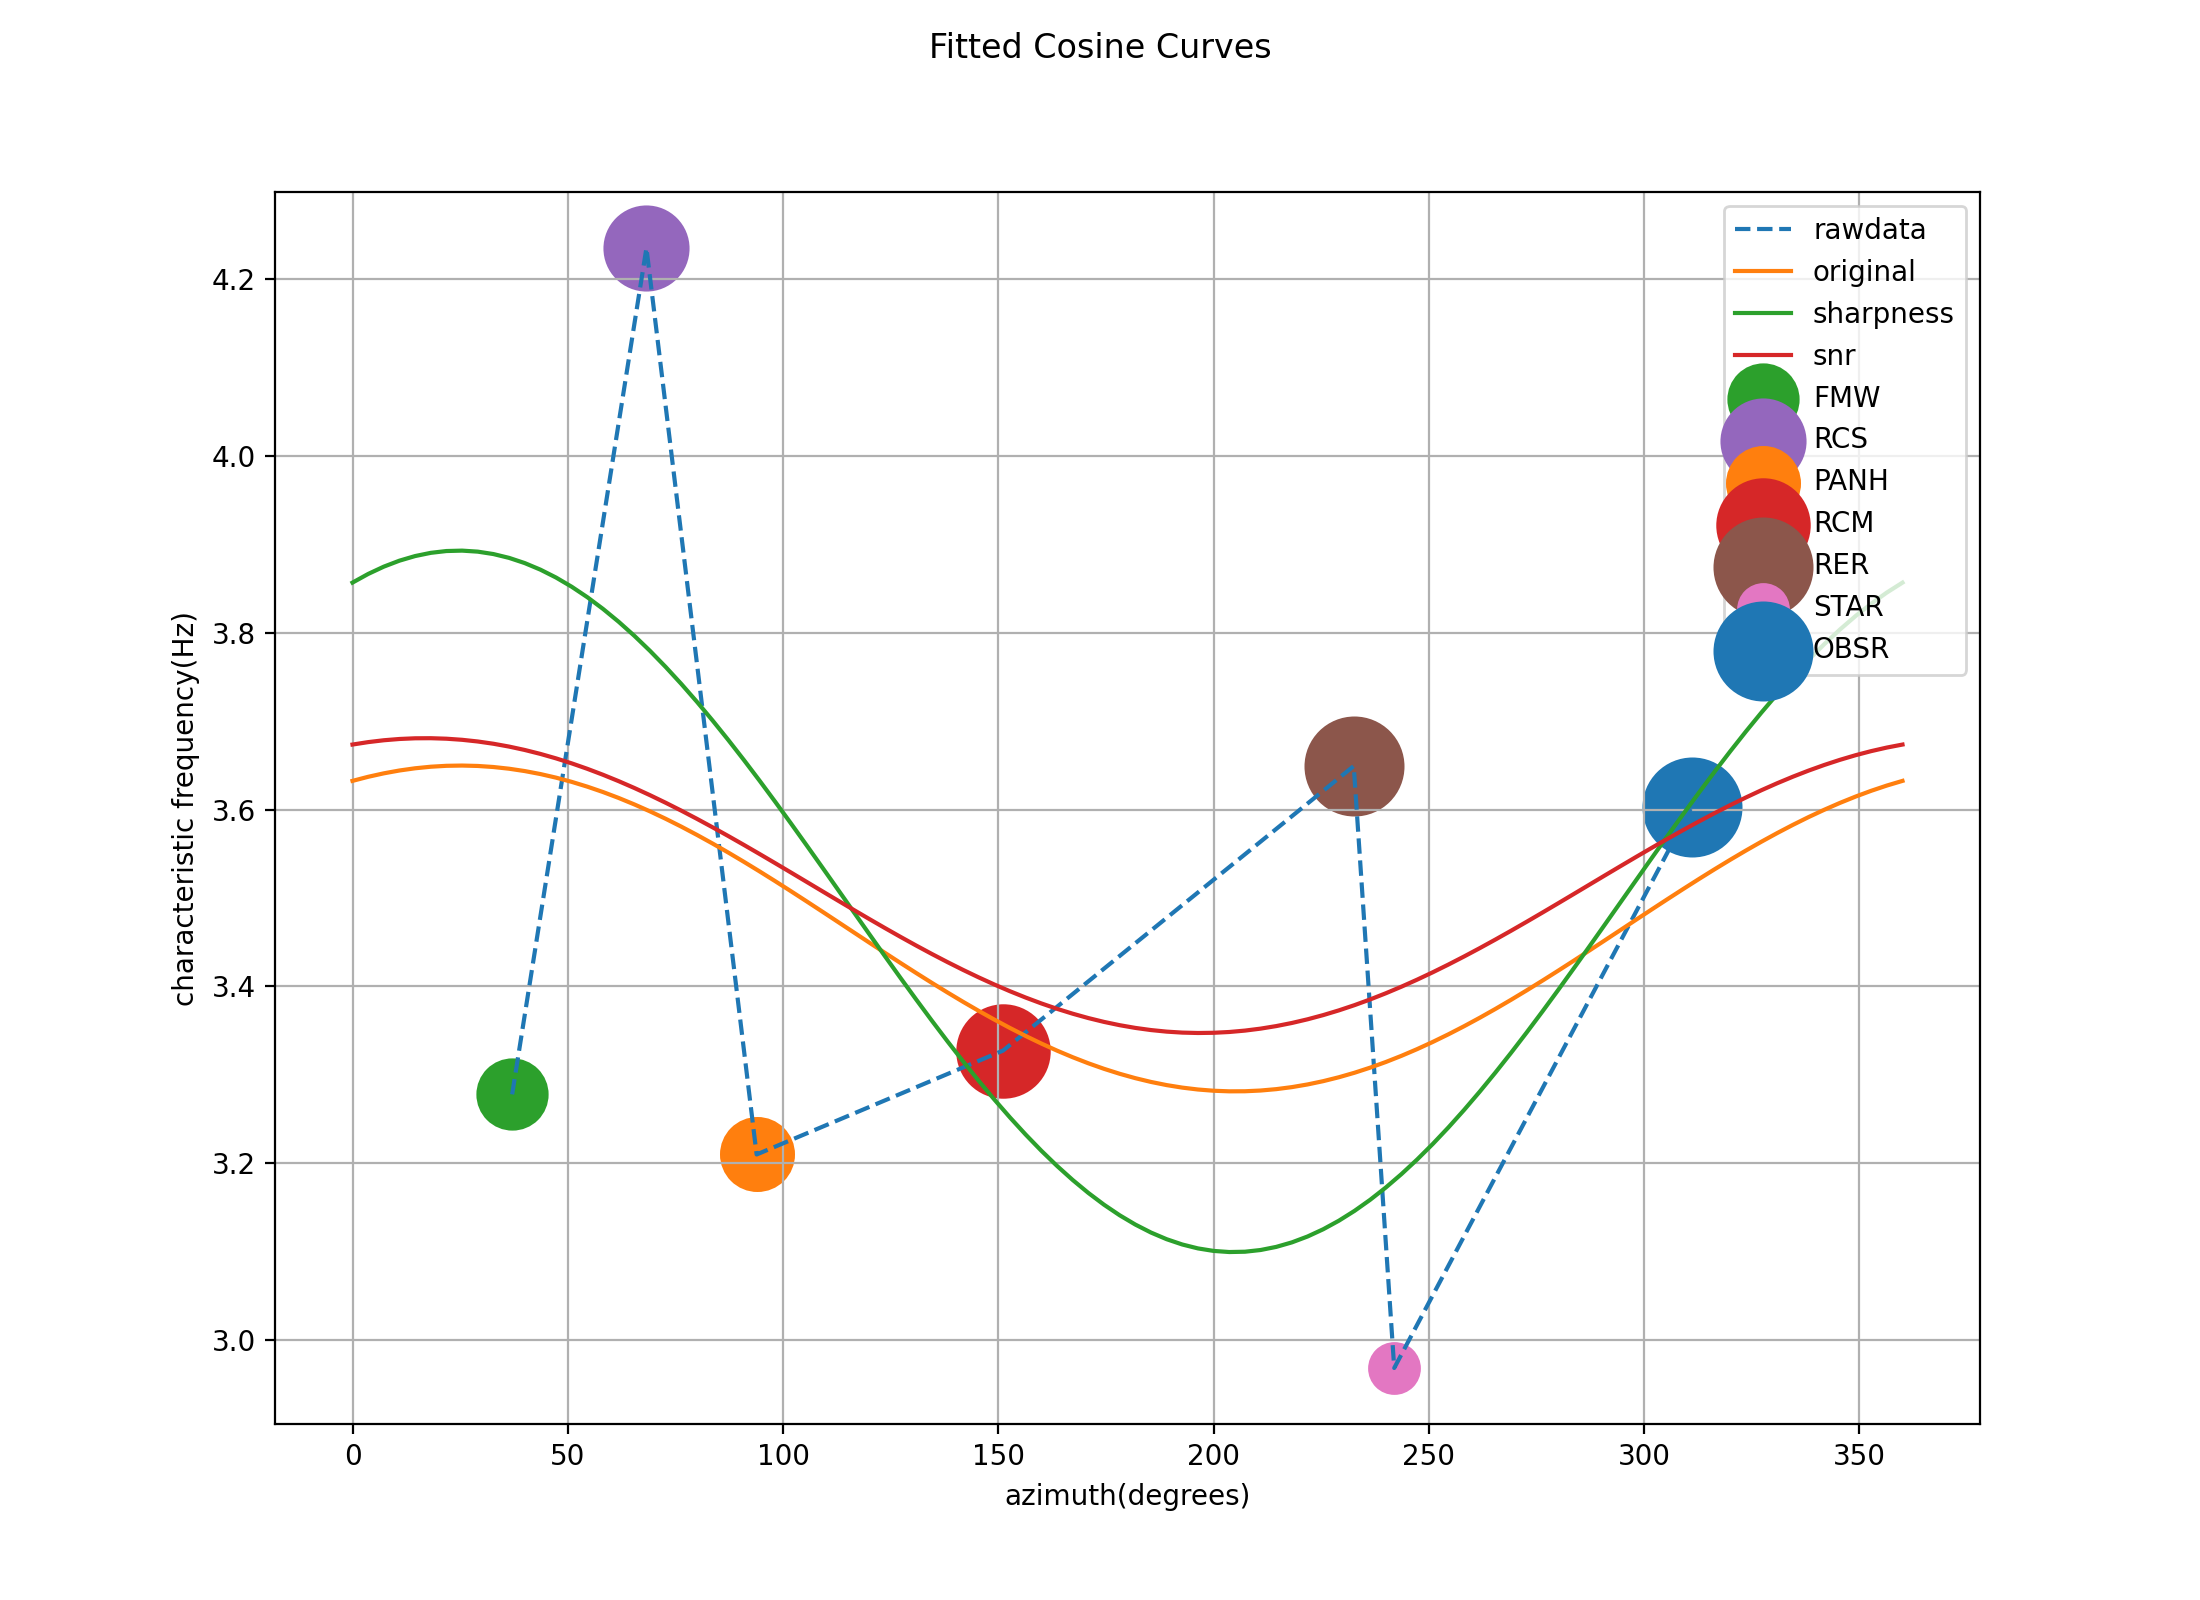 Fitted Cosine Curves
rawdata
original
sharpness
snr
FMW
RCS
PANH
RCM
RER
STAR
OBSR
characteristic frequency(Hz)
4.2
4.0
3.8
3.6
3.4
3.2
3.0
0 50 100 150 200 250 300 350
azimuth(degrees)